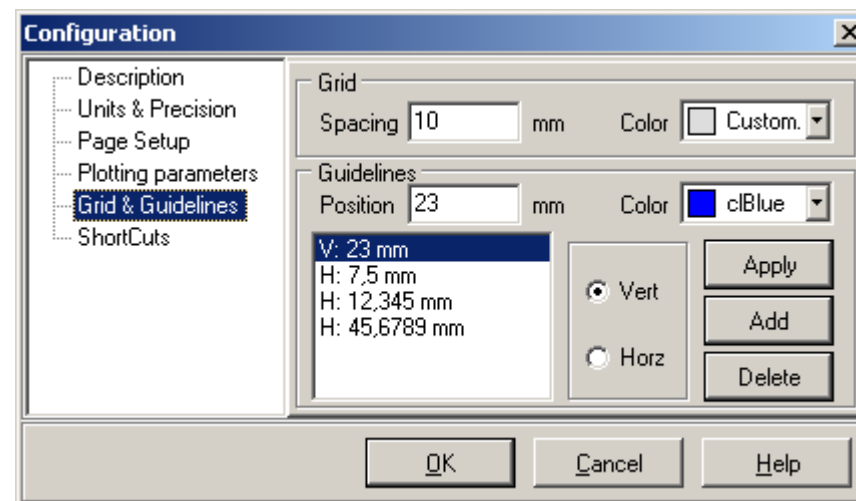 Configuration
Description
Units & Precision
Page Setup
Plotting parameters
Grid & Guidelines
ShortCuts
Grid
Spacing 10 mm Color Custom.
Guidelines
Position 23 mm Color clBlue
V: 23 mm
H: 7,5 mm
H: 12,345 mm
H: 45,6789 mm
Vert
Horz
Apply
Add
Delete
OK Cancel Help